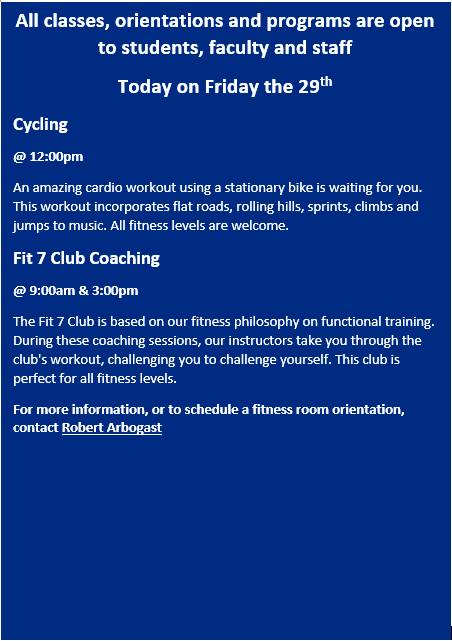 All classes, orientations and programs are open
to students, faculty and staff
Today on Friday the 29th
Cycling
@ 12:00pm
An amazing cardio workout using a stationary bike is waiting for you.
This workout incorporates flat roads, rolling hills, sprints, climbs and
jumps to music. All fitness levels are welcome.
Fit 7 Club Coaching
@ 9:00am & 3:00pm
The Fit 7 Club is based on our fitness philosophy on functional training.
During these coaching sessions, our instructors take you through the
club's workout, challenging you to challenge yourself. This club is
perfect for all fitness levels.
For more information, or to schedule a fitness room orientation,
contact Robert Arbogast